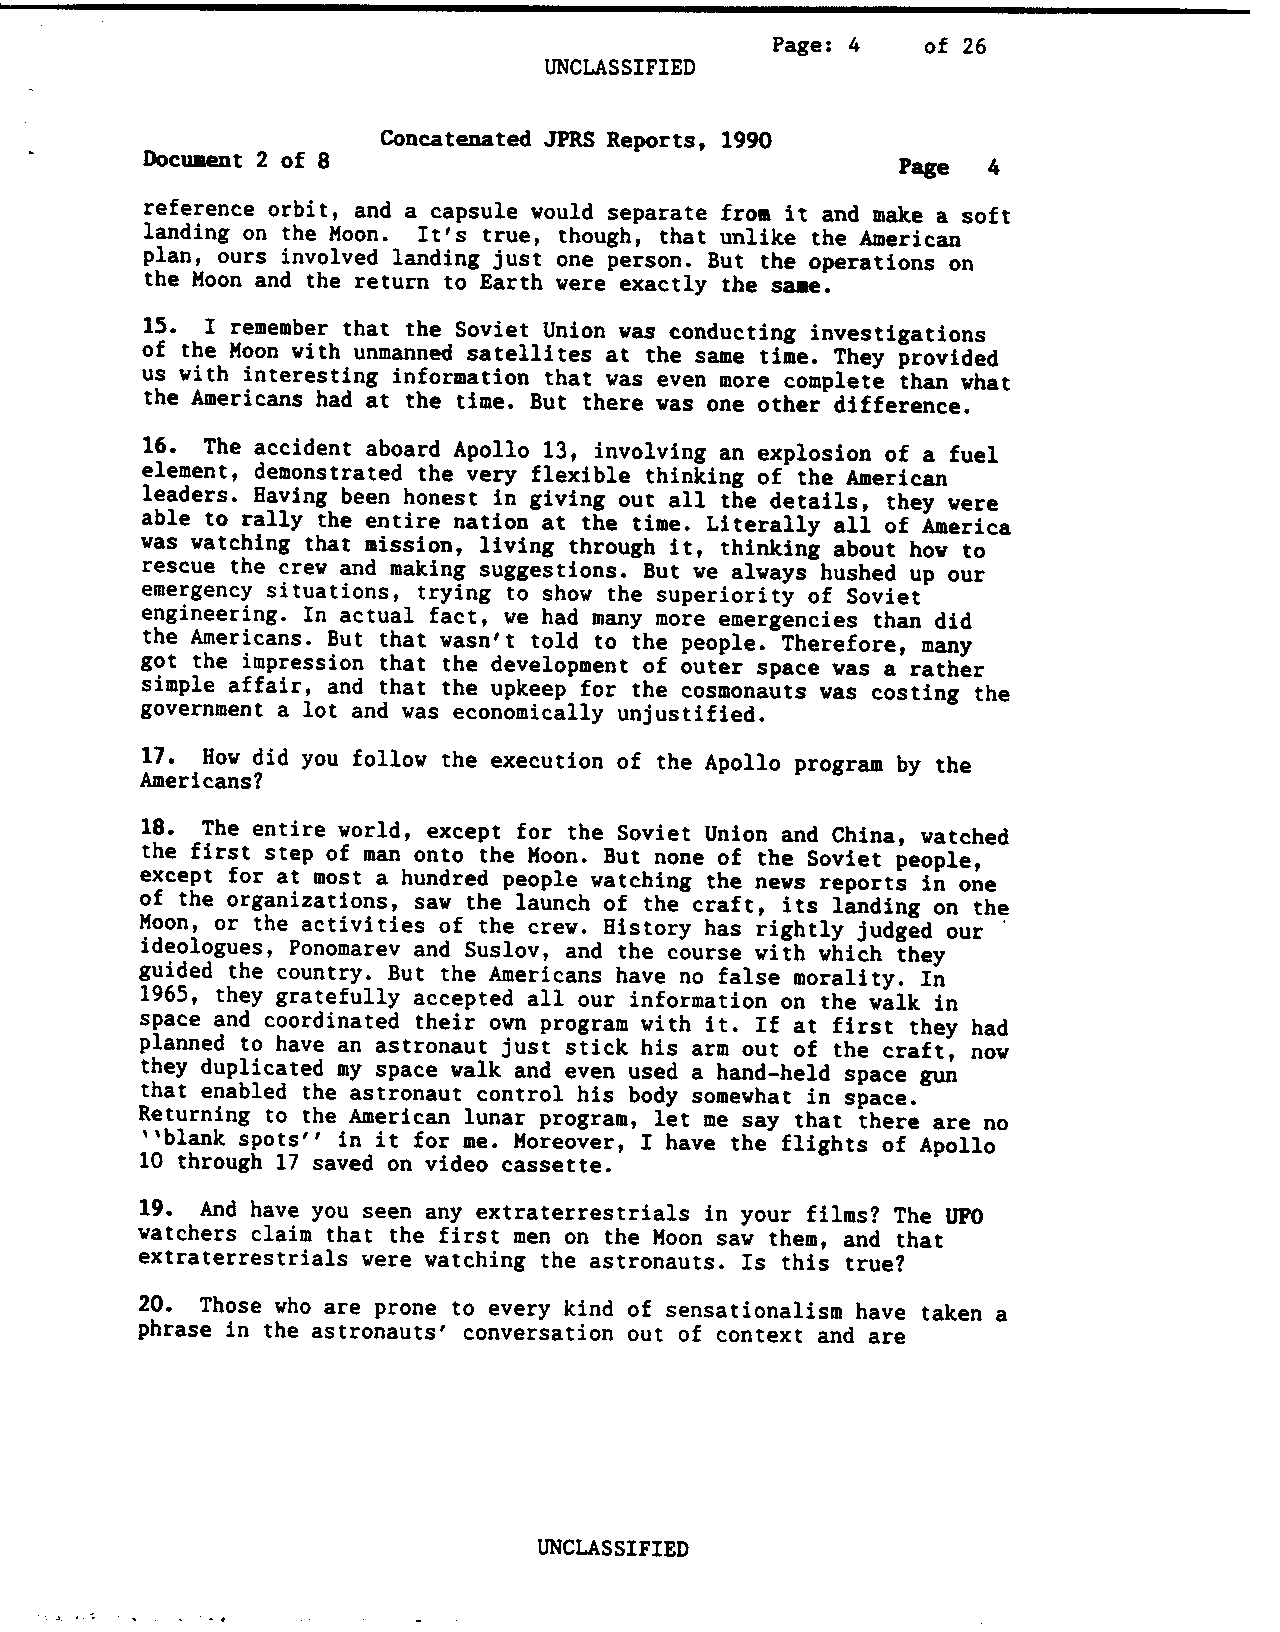 Page: 4 of 26
UNCLASSIFIED
Concatenated JPRS Reports, 1990
Document 2 of 8
Page 4
reference orbit, and a capsule would separate from it and make a soft
landing on the Moon. It's true, though, that unlike the American
plan, ours involved landing just one person. But the operations on
the Moon and the return to Earth were exactly the same.
15. I remember that the Soviet Union was conducting investigations
of the Moon with unmanned satellites at the same time. They provided
us with interesting information that was even more complete than what
the Americans had at the time. But there was one other difference.
16. The accident aboard Apollo 13, involving an explosion of a fuel
element, demonstrated the very flexible thinking of the American
leaders. Having been honest in giving out all the details, they were
able to rally the entire nation at the time. Literally all of America
was watching that mission, living through it, thinking about how to
rescue the crew and making suggestions. But we always hushed up our
emergency situations, trying to show the superiority of Soviet
engineering. In actual fact, we had many more emergencies than did
the Americans. But that wasn't told to the people. Therefore, many
got the impression that the development of outer space was a rather
simple affair, and that the upkeep for the cosmonauts was costing the
government a lot and was economically unjustified.
17. How did you follow the execution of the Apollo program by the
Americans?
18. The entire world, except for the Soviet Union and China, watched
the first step of man onto the Moon. But none of the Soviet people,
except for at most a hundred people watching the news reports in one
of the organizations, saw the launch of the craft, its landing on the
Moon, or the activities of the crew. History has rightly judged our
ideologues, Ponomarev and Suslov, and the course with which they
guided the country. But the Americans have no false morality. In
1965, they gratefully accepted all our information on the walk in
space and coordinated their own program with it. If at first they had
planned to have an astronaut just stick his arm out of the craft, now
they duplicated my space walk and even used a hand-held space gun
that enabled the astronaut control his body somewhat in space.
Returning to the American lunar program, let me say that there are no
''blank spots'' in it for me. Moreover, I have the flights of Apollo
10 through 17 saved on video cassette.
19. And have you seen any extraterrestrials in your films? The UFO
watchers claim that the first men on the Moon saw them, and that
extraterrestrials were watching the astronauts. Is this true?
20. Those who are prone to every kind of sensationalism have taken a
phrase in the astronauts' conversation out of context and are
UNCLASSIFIED